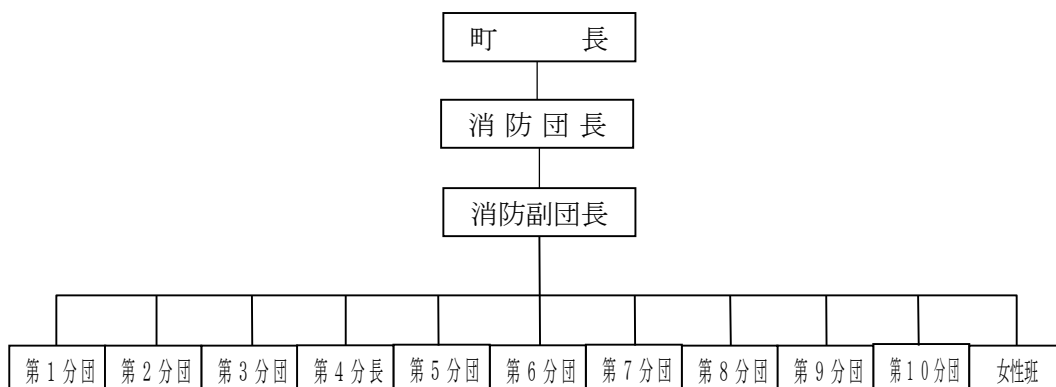 町　　　長
消 防 団 長
消防副団長
第１分団 第２分団 第３分団 第４分長 第５分団 第６分団 第７分団 第８分団 第９分団 第10分団 女性班